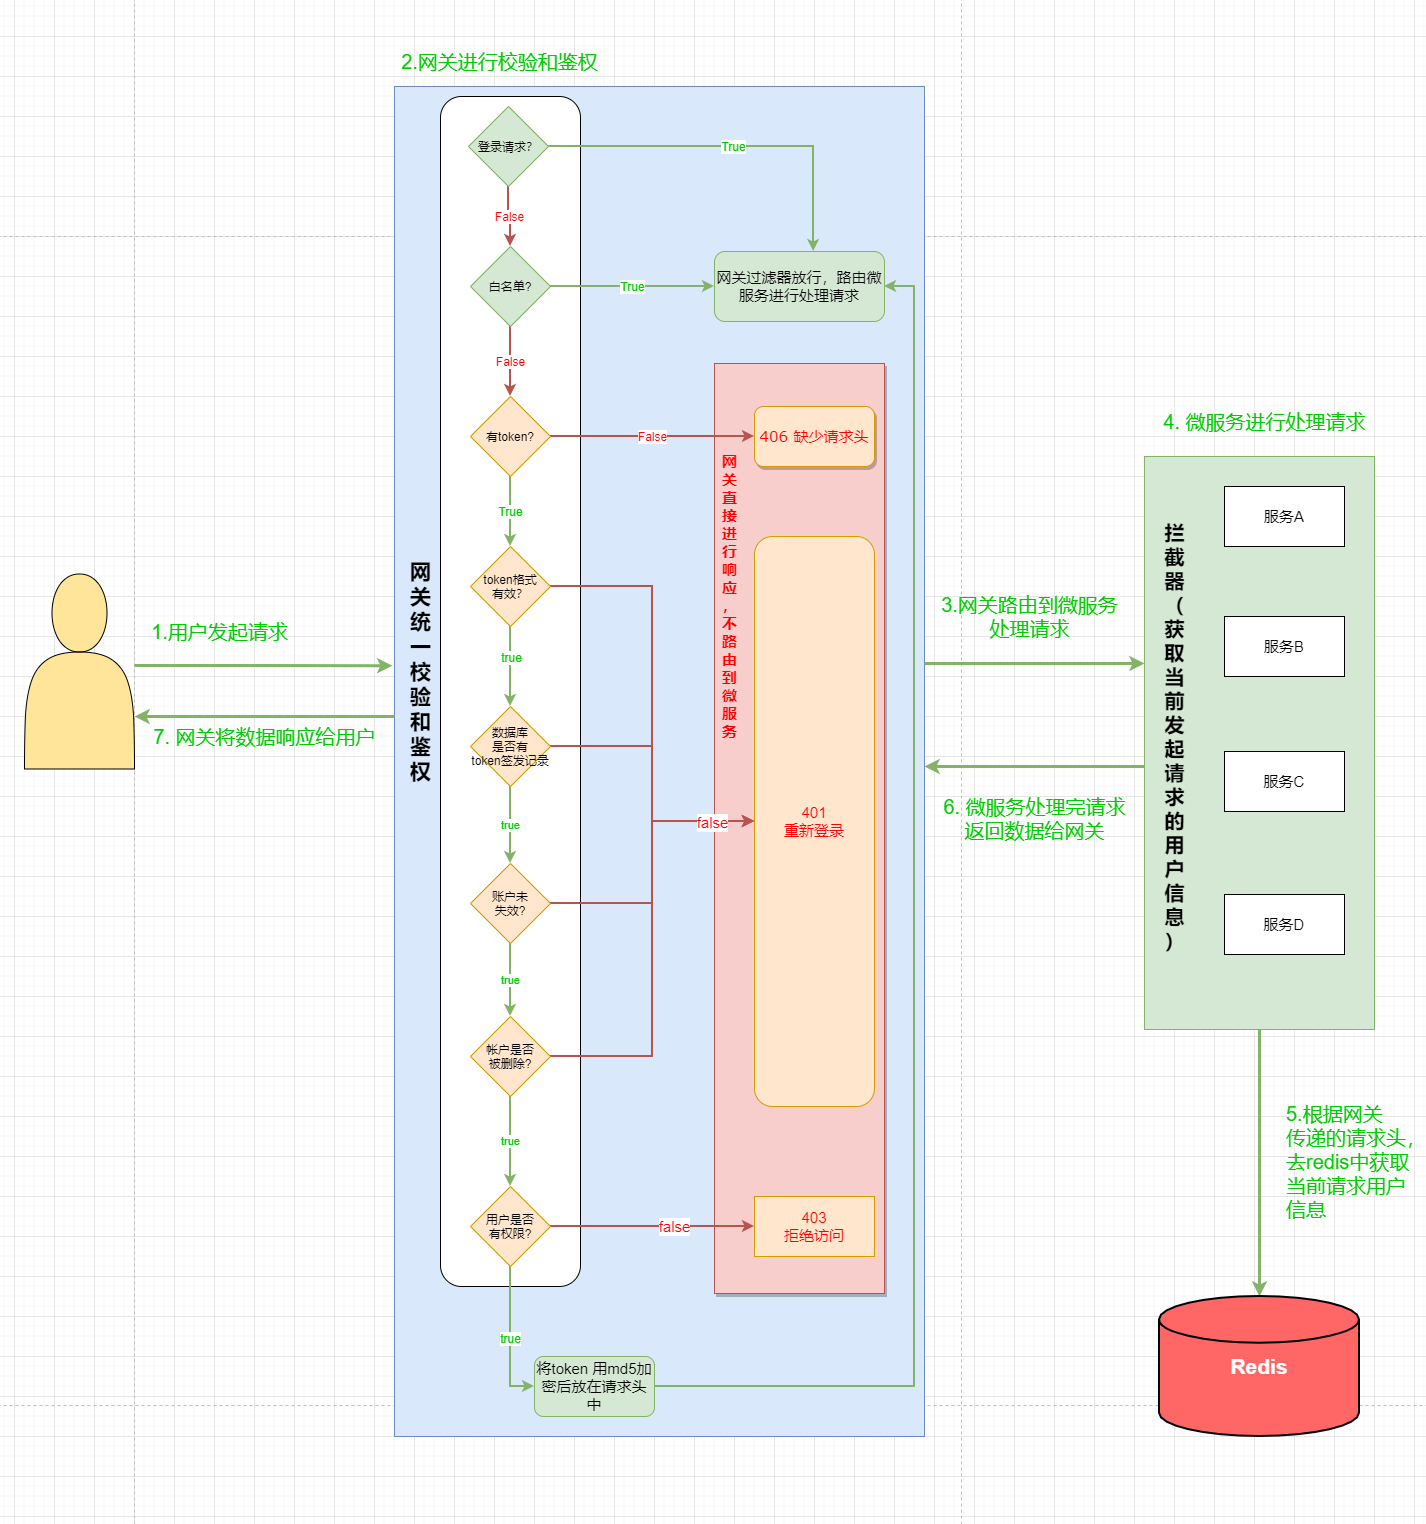 2.网关进行校验和鉴权
登录请求?
True
False
白名单?
True
网关过滤器放行，路由微
服务进行处理请求
False
有token?
False
406 缺少请求头
True
token格式
有效?
true
数据库
是否有
token签发记录
true
账户未
失效?
true
帐户是否
被删除?
true
用户是否
有权限?
false
401
重新登录
false
403
拒绝访问
true
将token 用md5加
密后放在请求头
中
网关统一校验和鉴权
网关直接进行响应，不路由到微服务
1.用户发起请求
7. 网关将数据响应给用户
3.网关路由到微服务
处理请求
6. 微服务处理完请求
返回数据给网关
4. 微服务进行处理请求
拦截器（获取当前发起请求的用户信息）
服务A
服务B
服务C
服务D
5.根据网关
传递的请求头，
去redis中获取
当前请求用户
信息
Redis